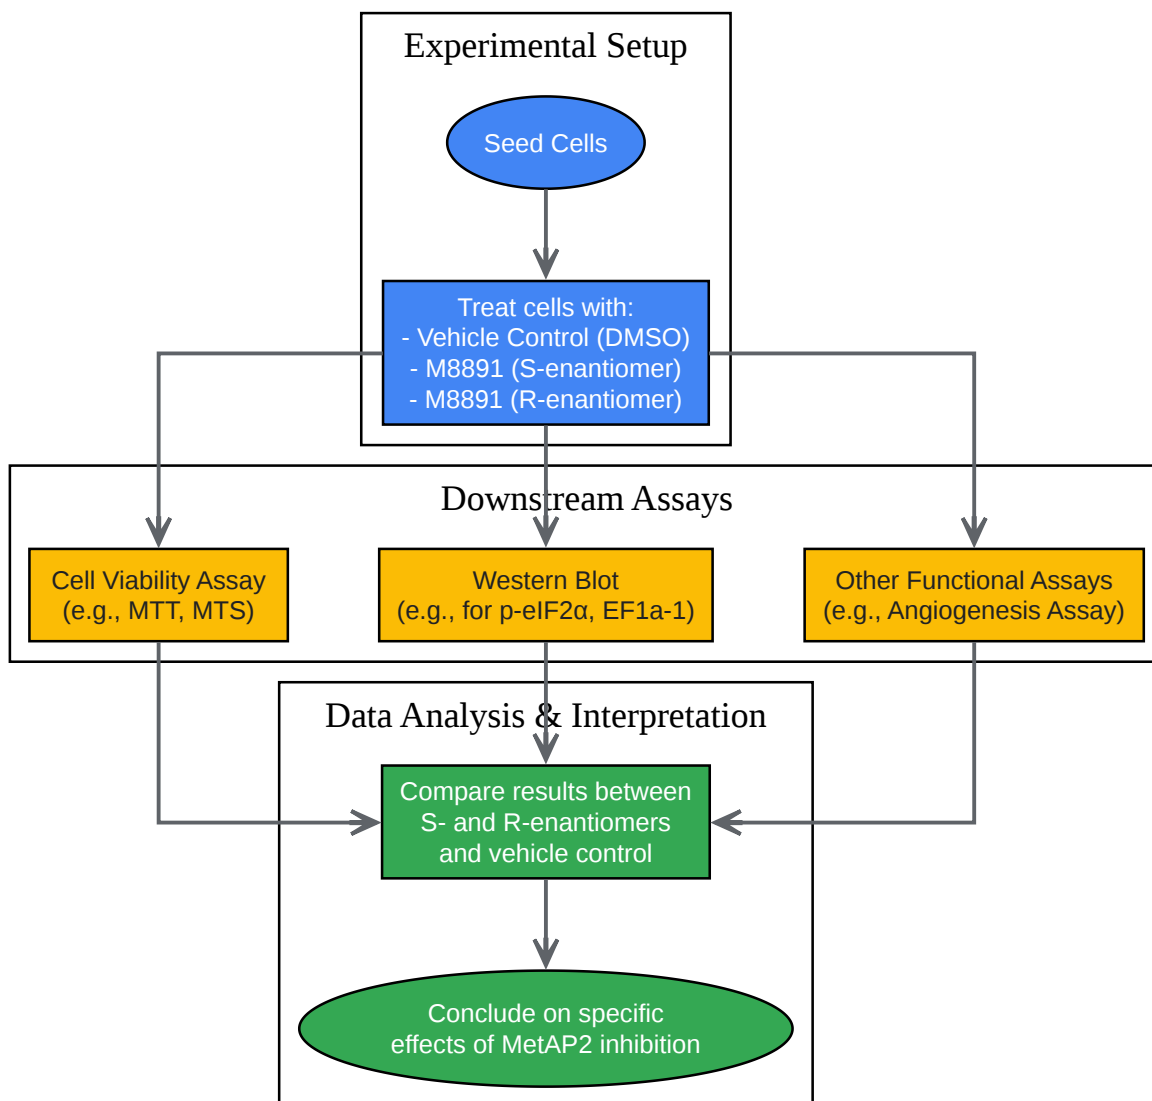 Experimental Setup
Seed Cells
Treat cells with:
- Vehicle Control (DMSO)
- M8891 (S-enantiomer)
- M8891 (R-enantiomer)
Downstream Assays
Cell Viability Assay
(e.g., MTT, MTS)
Western Blot
(e.g., for p-eIF2α, EF1a-1)
Other Functional Assays
(e.g., Angiogenesis Assay)
Data Analysis & Interpretation
Compare results between
S- and R-enantiomers
and vehicle control
Conclude on specific
effects of MetAP2 inhibition